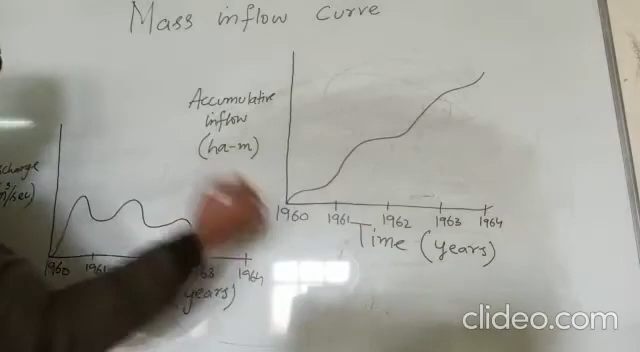 Mass inflow Curve
Accumulative
inflow
(ha-m)
1960 1961 1962 1963 1964
Time (years)
1960 1961 1964
years)
clideo.com